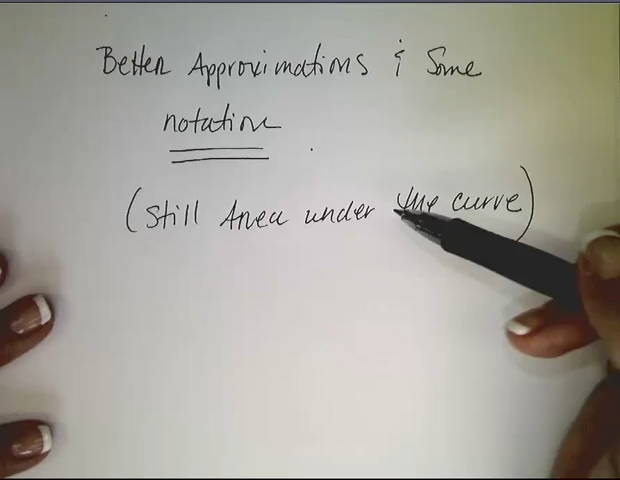 Better Approximations & Some
notation
(Still Area under the curve)